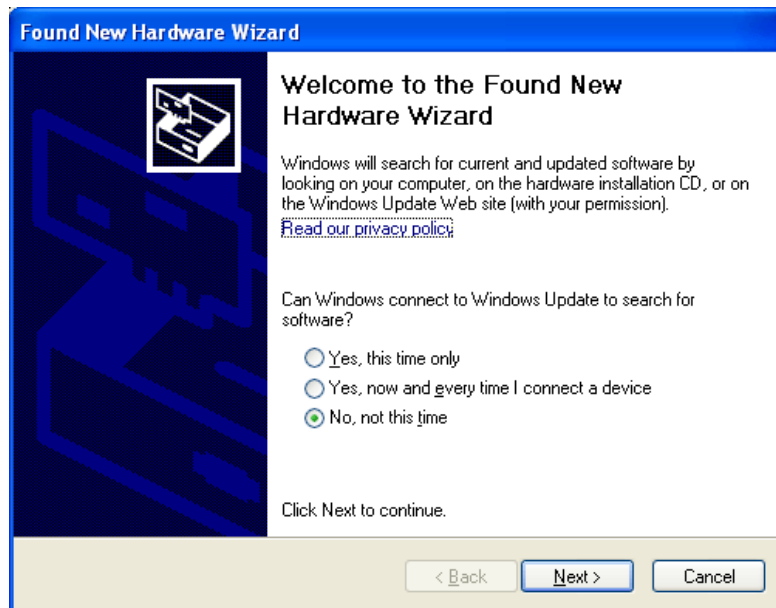 Found New Hardware Wizard
Welcome to the Found New
Hardware Wizard
Windows will search for current and updated software by
looking on your computer, on the hardware installation CD, or on
the Windows Update Web site (with your permission).
Read our privacy policy
Can Windows connect to Windows Update to search for
software?
Yes, this time only
Yes, now and every time I connect a device
No, not this time
Click Next to continue.
< Back
Next >
Cancel